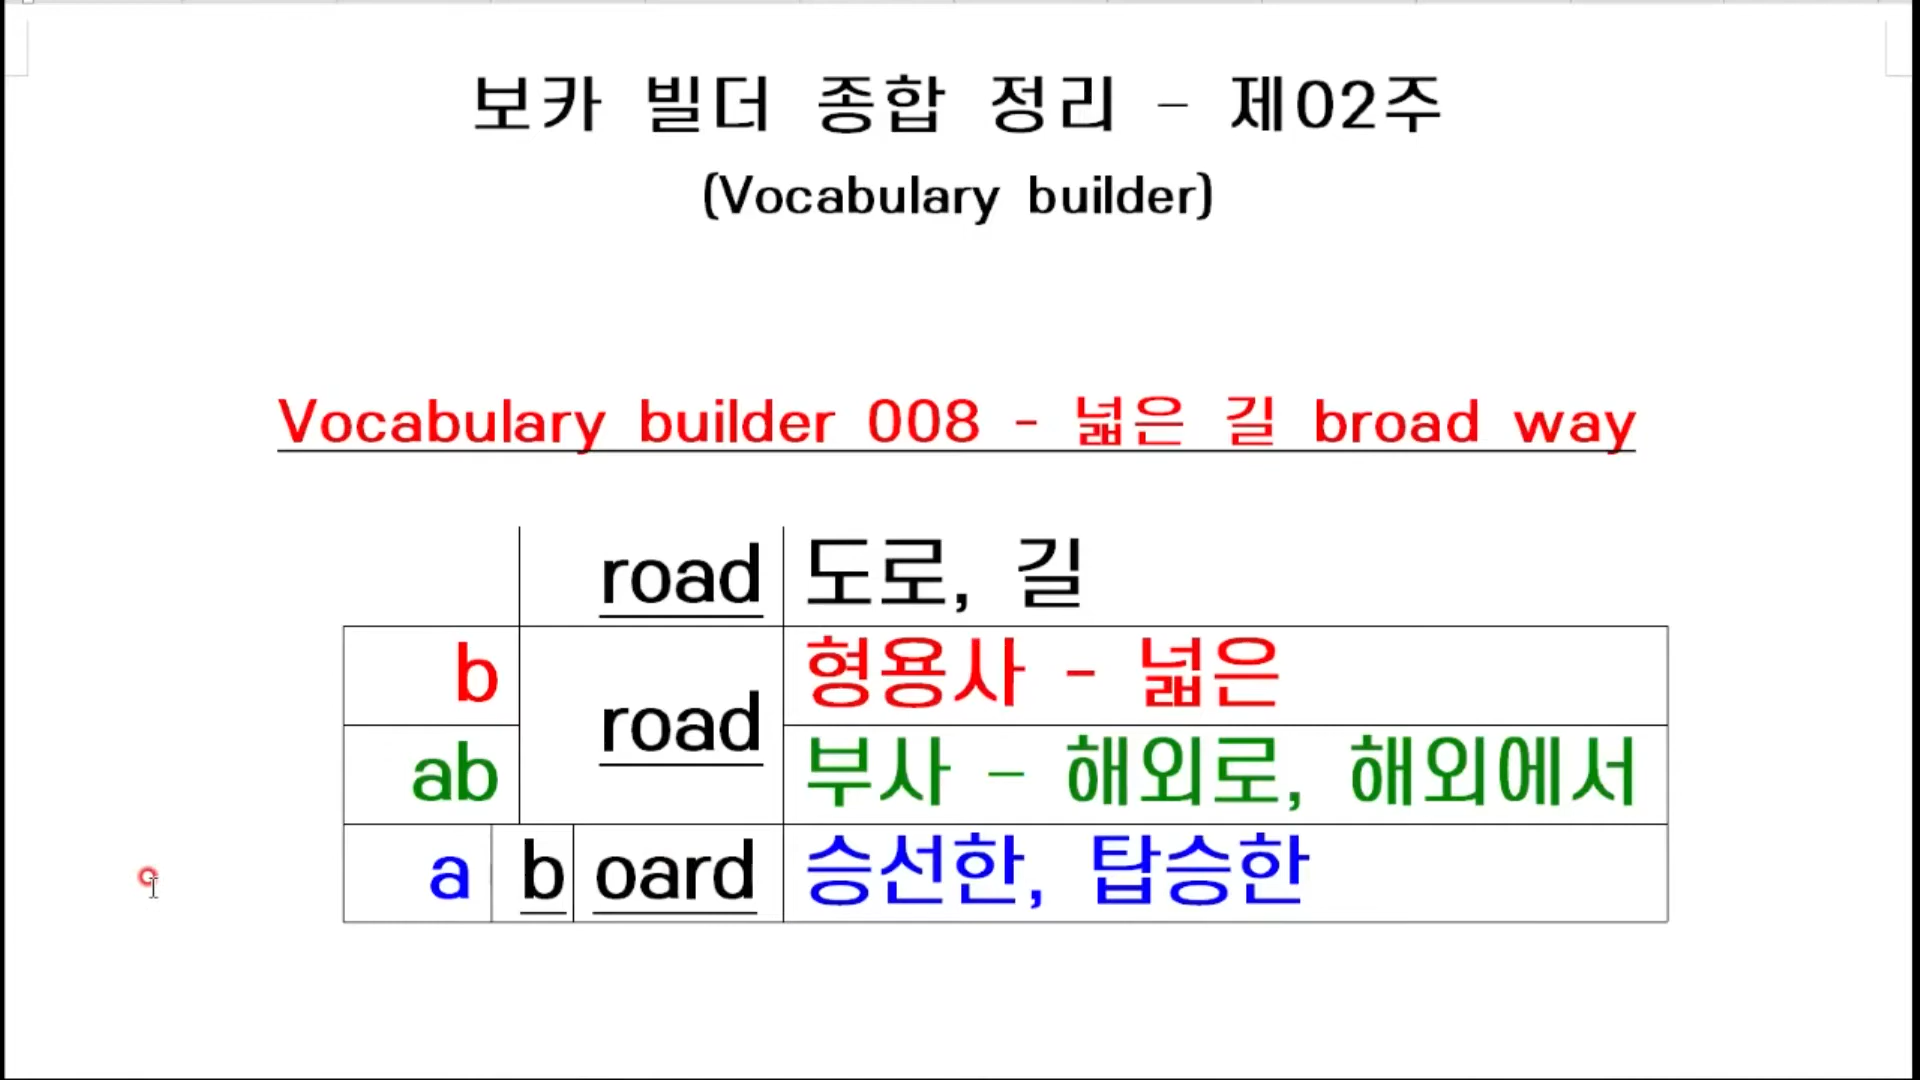 보카 빌더 종합 정리 - 제02주
(Vocabulary builder)
Vocabulary builder 008 - 넓은 길 broad way
road 도로, 길
b road 형용사 - 넓은
ab 부사 - 해외로, 해외에서
a b oard 승선한, 탑승한